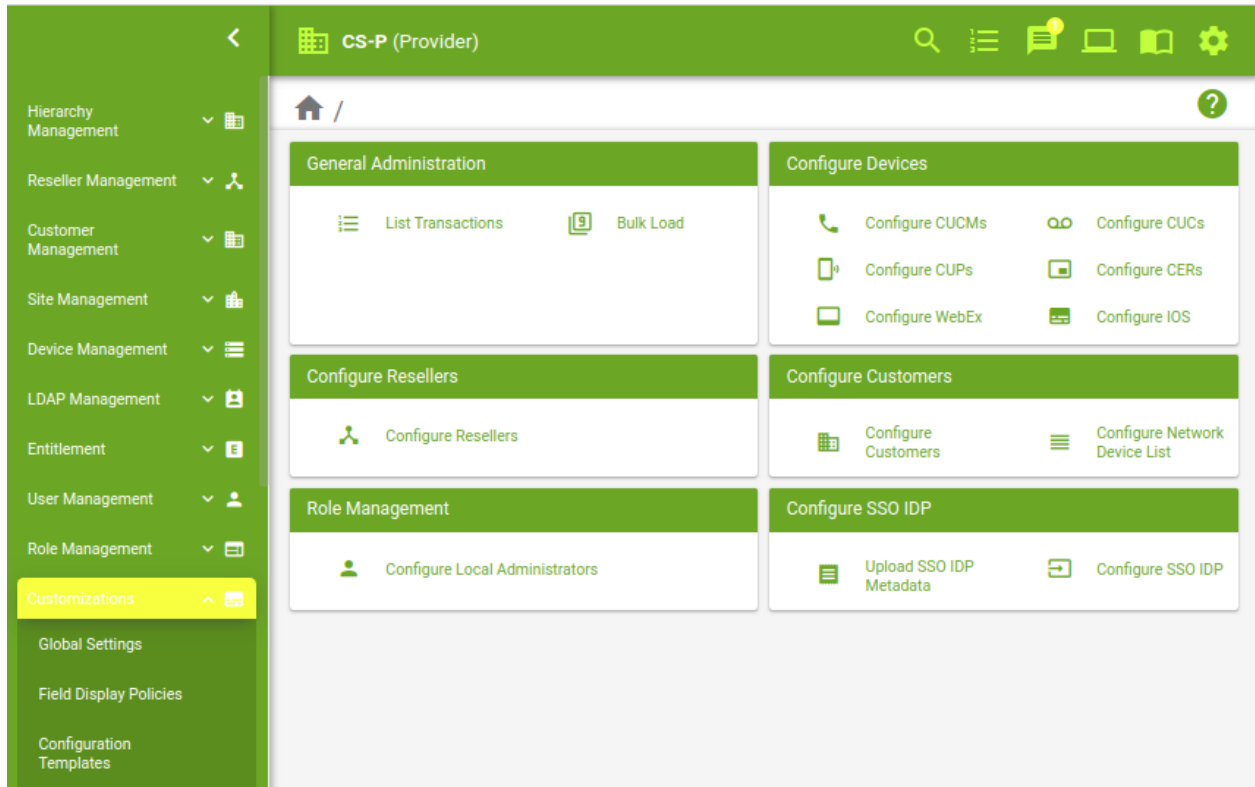 CS-P (Provider)
1
Hierarchy
Management
Reseller Management
Customer
Management
Site Management
Device Management
LDAP Management
Entitlement
E
User Management
Role Management
Customizations
Global Settings
Field Display Policies
Configuration
Templates
/
?
General Administration
List Transactions
9
Bulk Load
Configure Devices
Configure CUCMs
Configure CUCs
Configure CUPs
Configure CERs
Configure WebEx
Configure IOS
Configure Resellers
Configure Resellers
Configure Customers
Configure
Customers
Configure Network
Device List
Role Management
Configure Local Administrators
Configure SSO IDP
Upload SSO IDP
Metadata
Configure SSO IDP